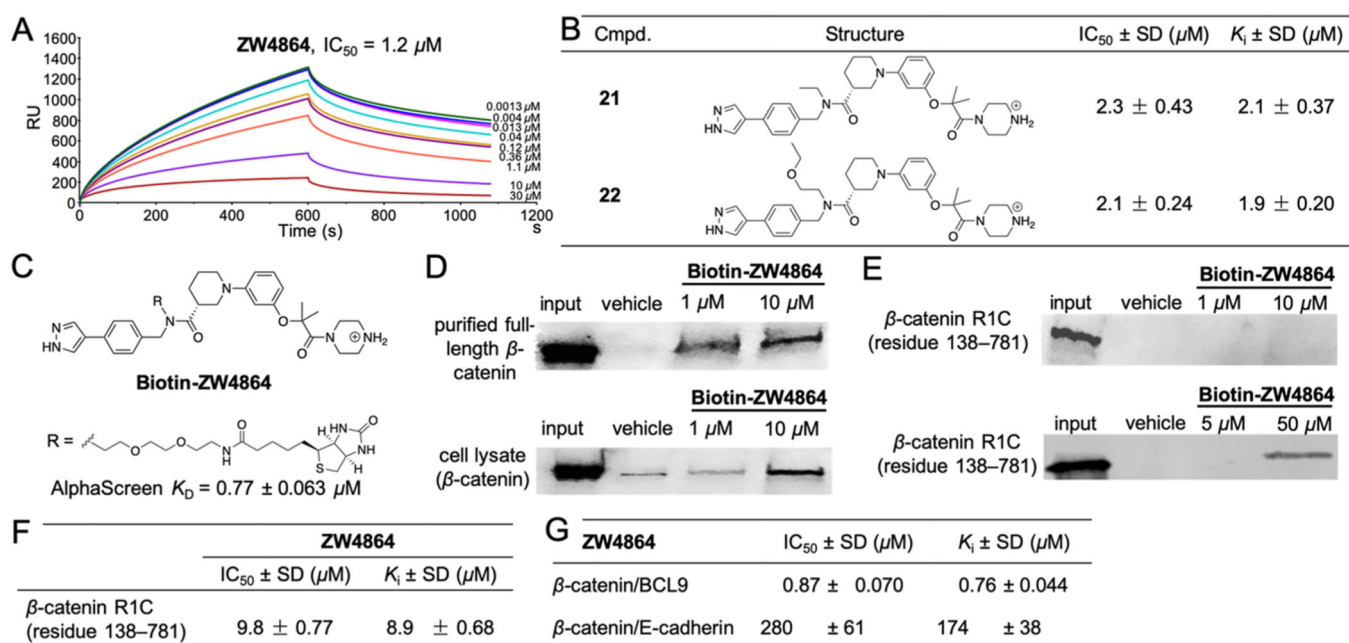 A
ZW4864, IC50 = 1.2 µM
1600
1400
1200
1000
800
600
400
200
0
RU
0 200 400 600 800 1000 1200
Time (s)
s
0.0013 µM
0.004 µM
0.013 µM
0.04 µM
0.12 µM
0.36 µM
1.1 µM
10 µM
30 µM
B
Cmpd. Structure IC50 ± SD (µM) Ki ± SD (µM)
21 2.3 ± 0.43 2.1 ± 0.37
N N O O N N HN O N ⊕ NH2
22 2.1 ± 0.24 1.9 ± 0.20
O N N O O N N HN O N ⊕ NH2
C
R N N O O N N HN O N ⊕ NH2
Biotin-ZW4864
R = O O N H O S HN NH O
AlphaScreen KD = 0.77 ± 0.063 µM
D
Biotin-ZW4864
input vehicle 1 µM 10 µM
purified full-
length β-
catenin
Biotin-ZW4864
input vehicle 1 µM 10 µM
cell lysate
(β-catenin)
E
Biotin-ZW4864
input vehicle 1 µM 10 µM
β-catenin R1C
(residue 138–781)
Biotin-ZW4864
input vehicle 5 µM 50 µM
β-catenin R1C
(residue 138–781)
F
ZW4864
IC50 ± SD (µM) Ki ± SD (µM)
β-catenin R1C
(residue 138–781) 9.8 ± 0.77 8.9 ± 0.68
G
ZW4864 IC50 ± SD (µM) Ki ± SD (µM)
β-catenin/BCL9 0.87 ± 0.070 0.76 ± 0.044
β-catenin/E-cadherin 280 ± 61 174 ± 38